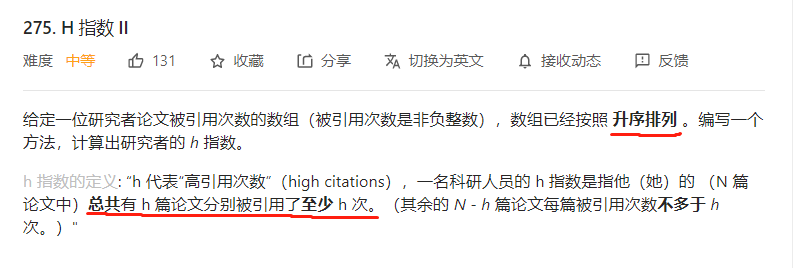 275. H 指数 II
难度 中等 131 收藏 分享 切换为英文 接收动态 反馈
给定一位研究者论文被引用次数的数组（被引用次数是非负整数），数组已经按照 升序排列 。编写一个
方法，计算出研究者的 h 指数。
h 指数的定义: “h 代表“高引用次数”（high citations），一名科研人员的 h 指数是指他（她）的 （N 篇
论文中）总共有 h 篇论文分别被引用了至少 h 次。（其余的 N - h 篇论文每篇被引用次数不多于 h
次。）"